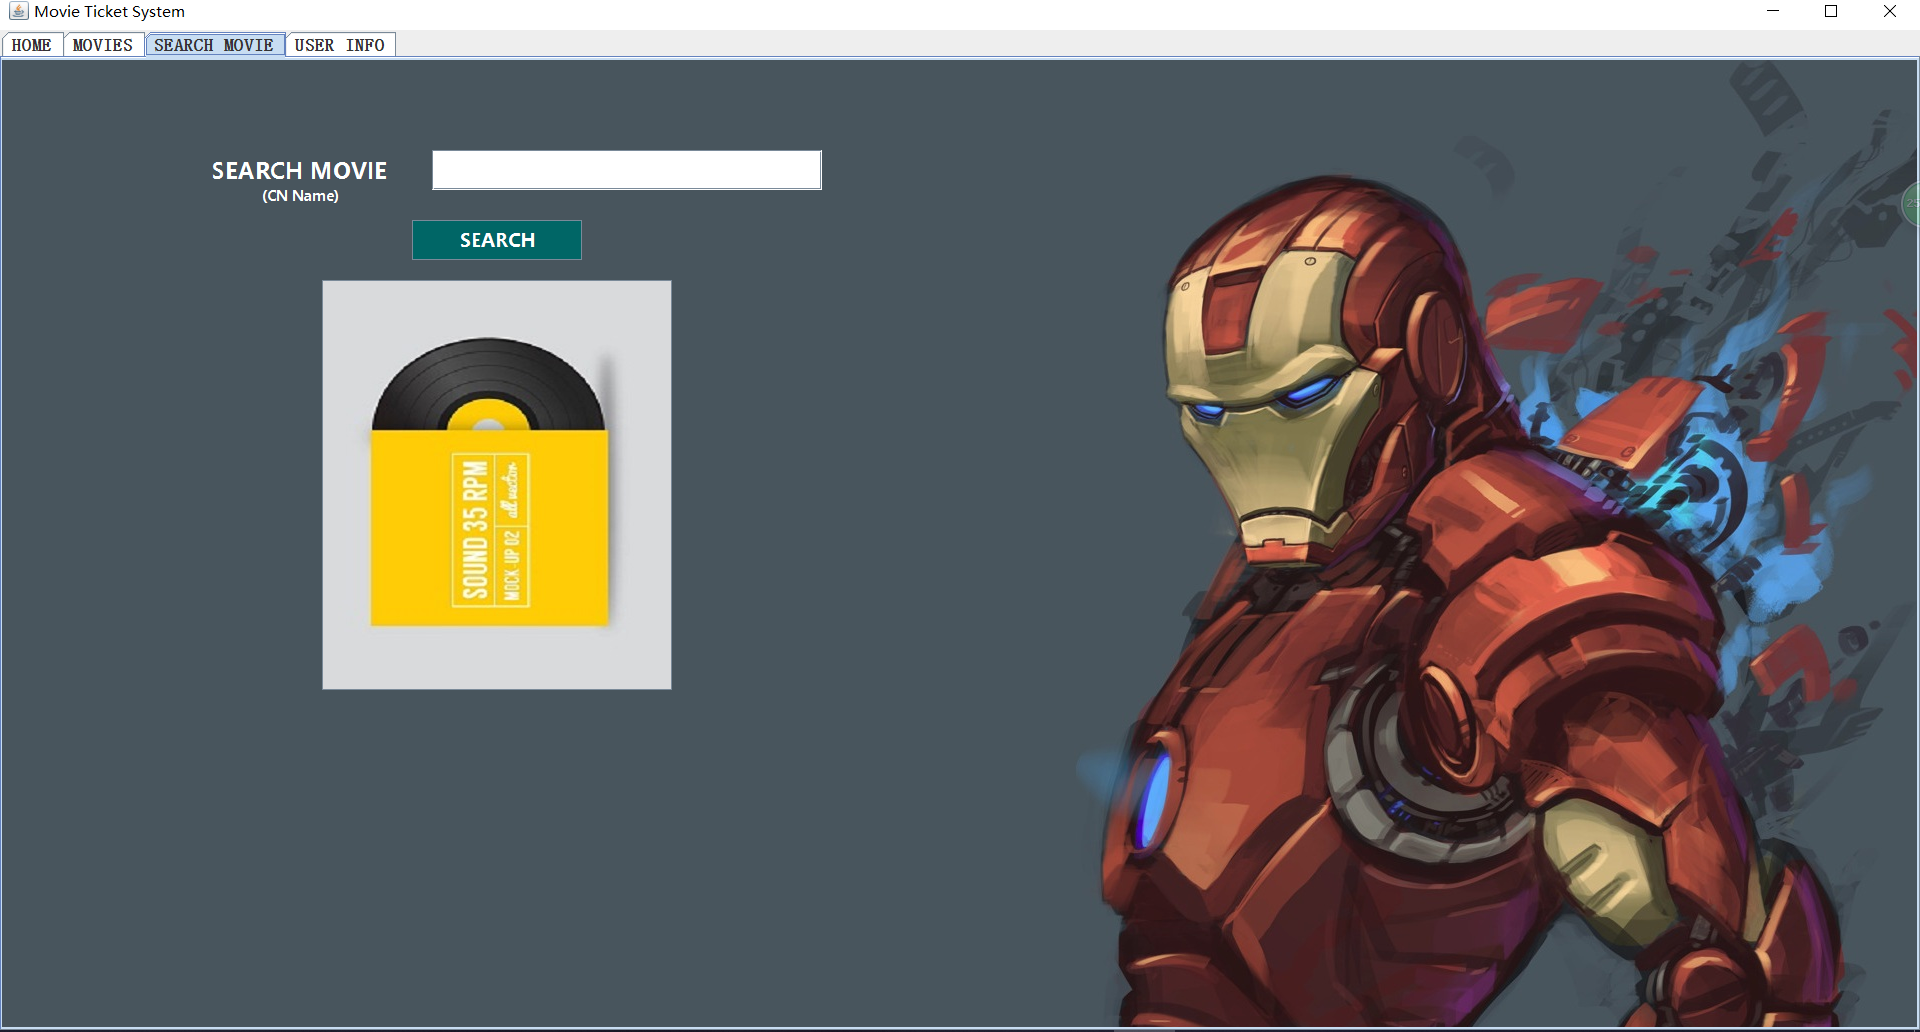 Movie Ticket System
HOME MOVIES SEARCH MOVIE USER INFO
SEARCH MOVIE
(CN Name)
SEARCH
SOUND 35 RPM
MOCK-UP 02 all vector
25